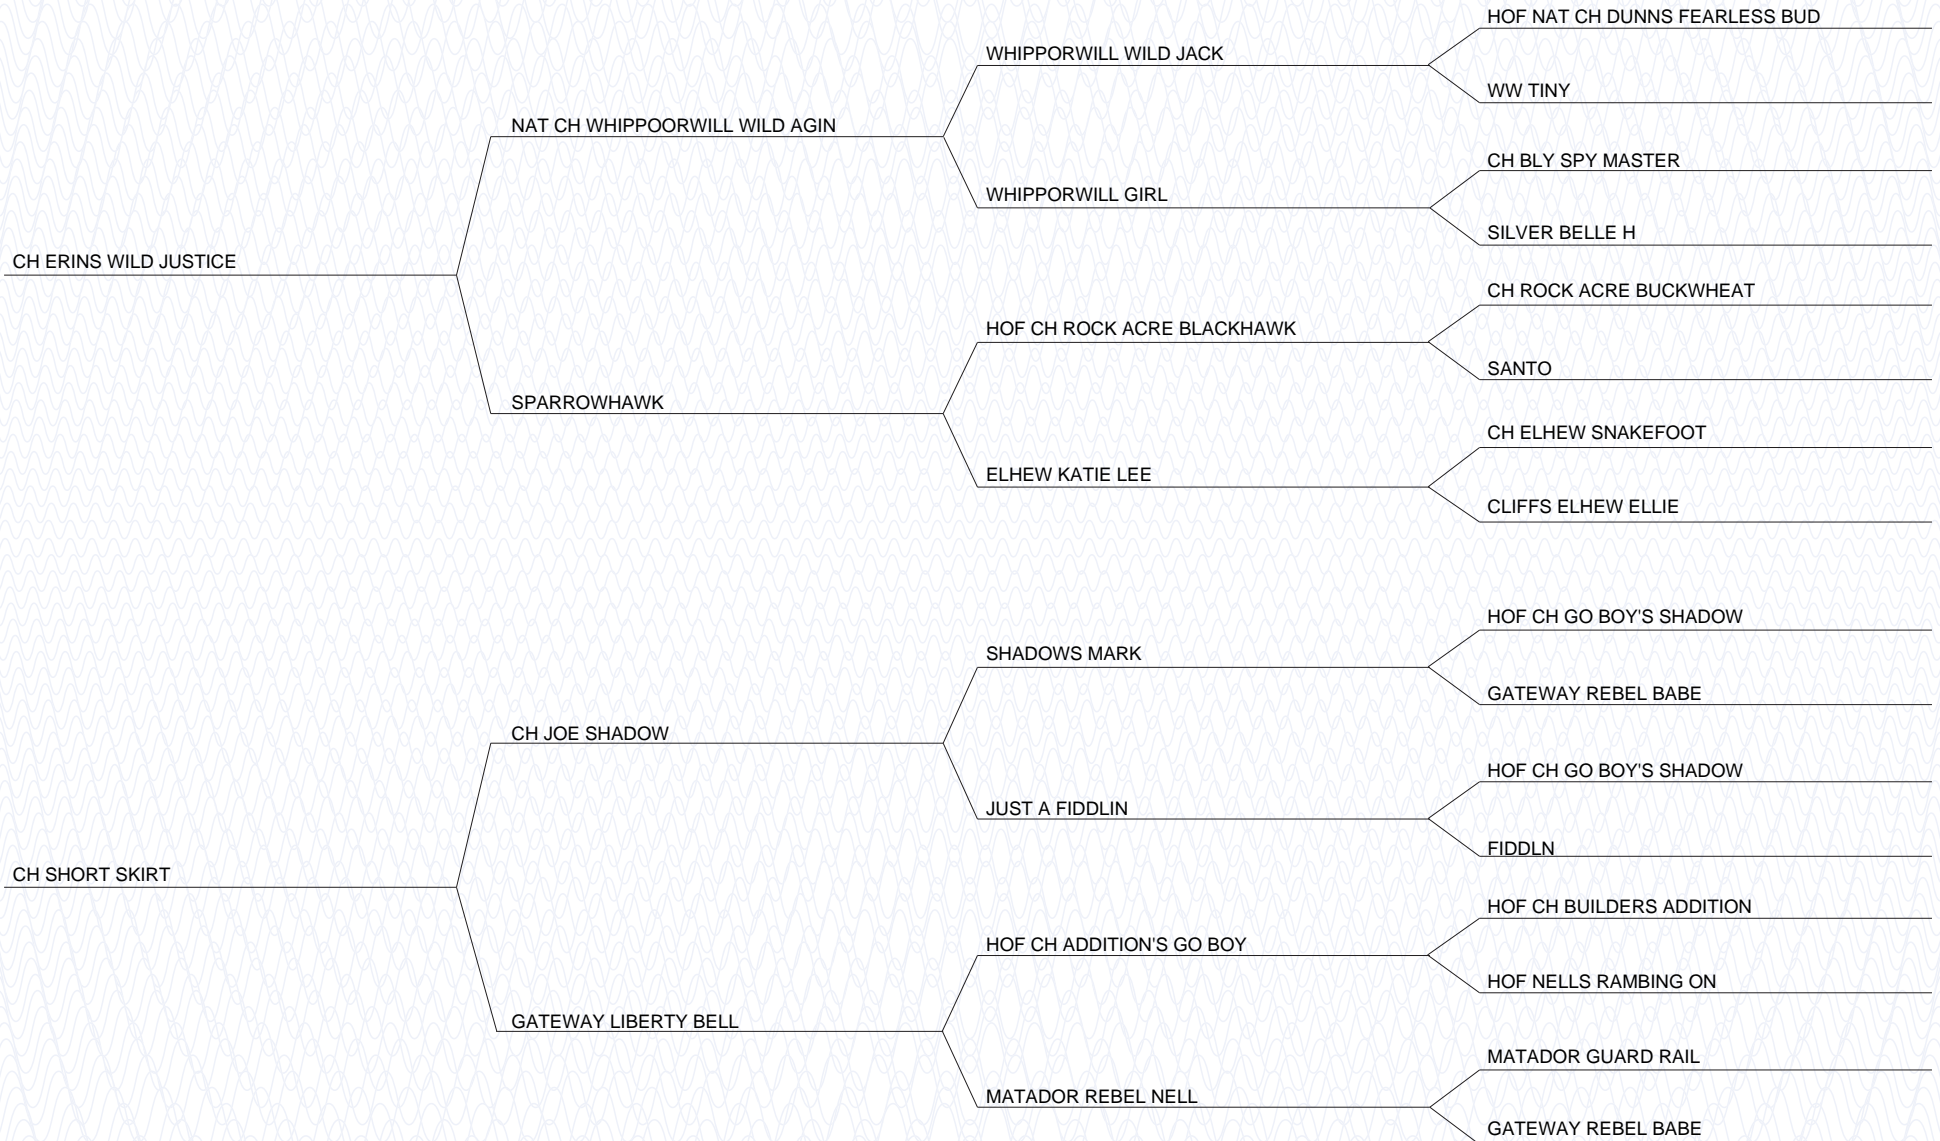 HOF NAT CH DUNNS FEARLESS BUD
WHIPPORWILL WILD JACK
WW TINY
NAT CH WHIPPOORWILL WILD AGIN
CH BLY SPY MASTER
WHIPPORWILL GIRL
SILVER BELLE H
CH ERINS WILD JUSTICE
CH ROCK ACRE BUCKWHEAT
HOF CH ROCK ACRE BLACKHAWK
SANTO
SPARROWHAWK
CH ELHEW SNAKEFOOT
ELHEW KATIE LEE
CLIFFS ELHEW ELLIE
HOF CH GO BOY'S SHADOW
SHADOWS MARK
GATEWAY REBEL BABE
CH JOE SHADOW
HOF CH GO BOY'S SHADOW
JUST A FIDDLIN
FIDDLN
CH SHORT SKIRT
HOF CH BUILDERS ADDITION
HOF CH ADDITION'S GO BOY
HOF NELLS RAMBING ON
GATEWAY LIBERTY BELL
MATADOR GUARD RAIL
MATADOR REBEL NELL
GATEWAY REBEL BABE